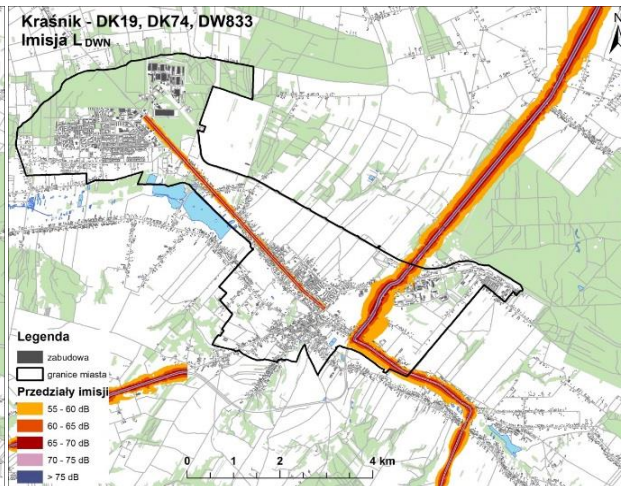 Kraśnik - DK19, DK74, DW833
Imisja L DWN
N
Legenda
zabudowa
granice miasta
Przedziały imisji
55 - 60 dB
60 - 65 dB
65 - 70 dB
70 - 75 dB
> 75 dB
0 2 4 km